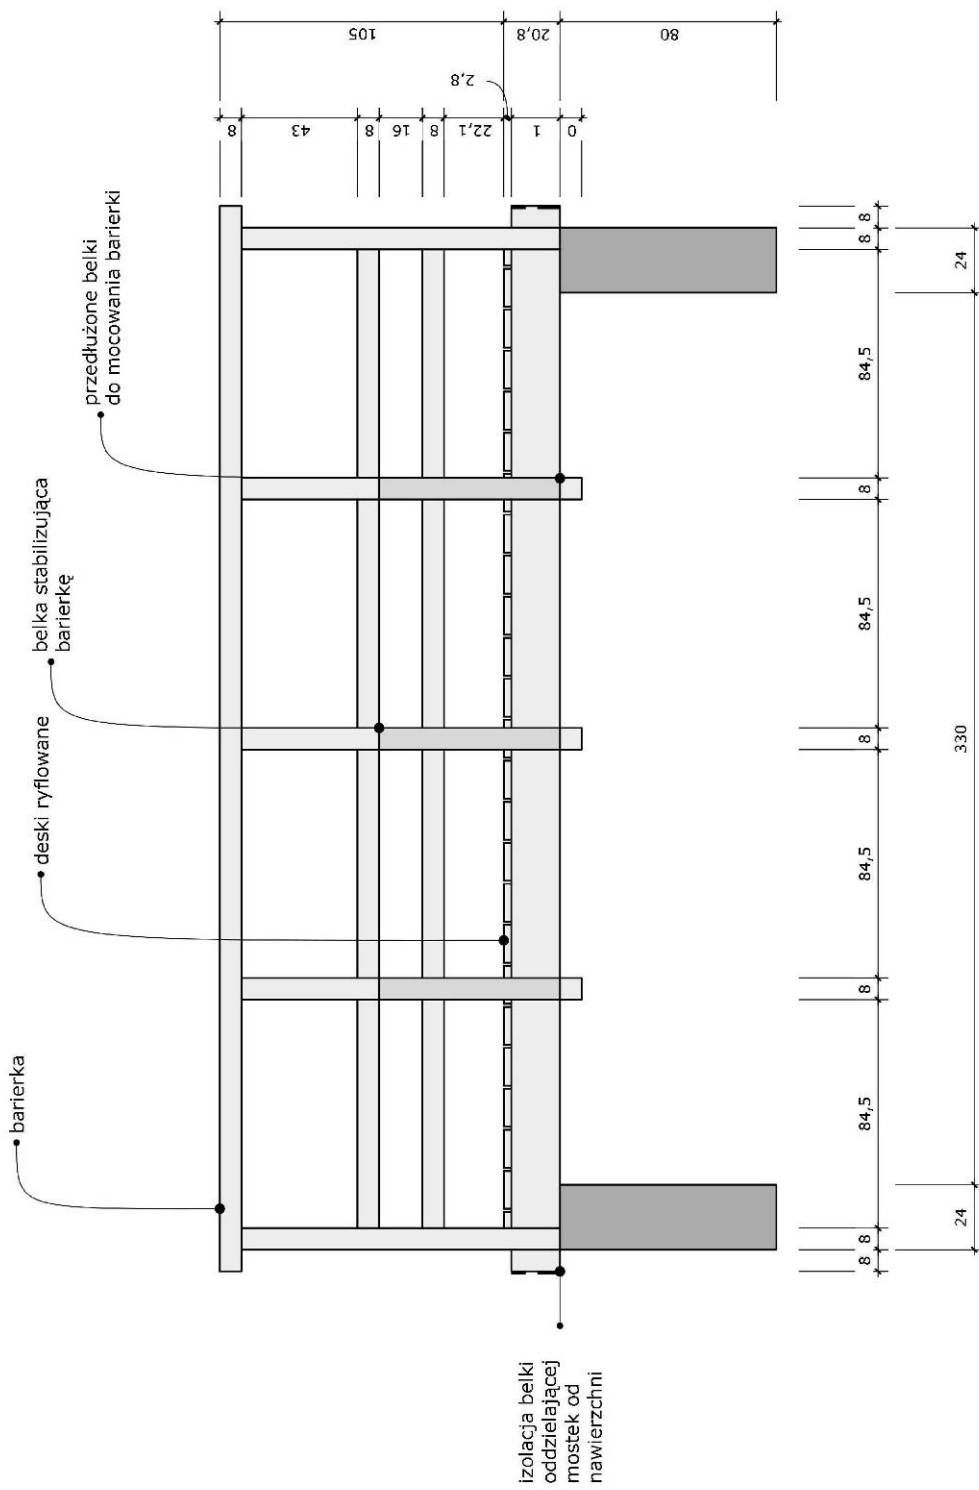 barierka
deski ryflowane
belka stabilizująca
barierkę
przedłużone belki
do mocowania barierki
izolacja belki
oddzielającej
mostek od
nawierzchni
105
20,8
80
2,8
8
43
8
16
8
22,1
1
0
8
8
84,5
8
84,5
8
84,5
8
84,5
8
8
24
330
24